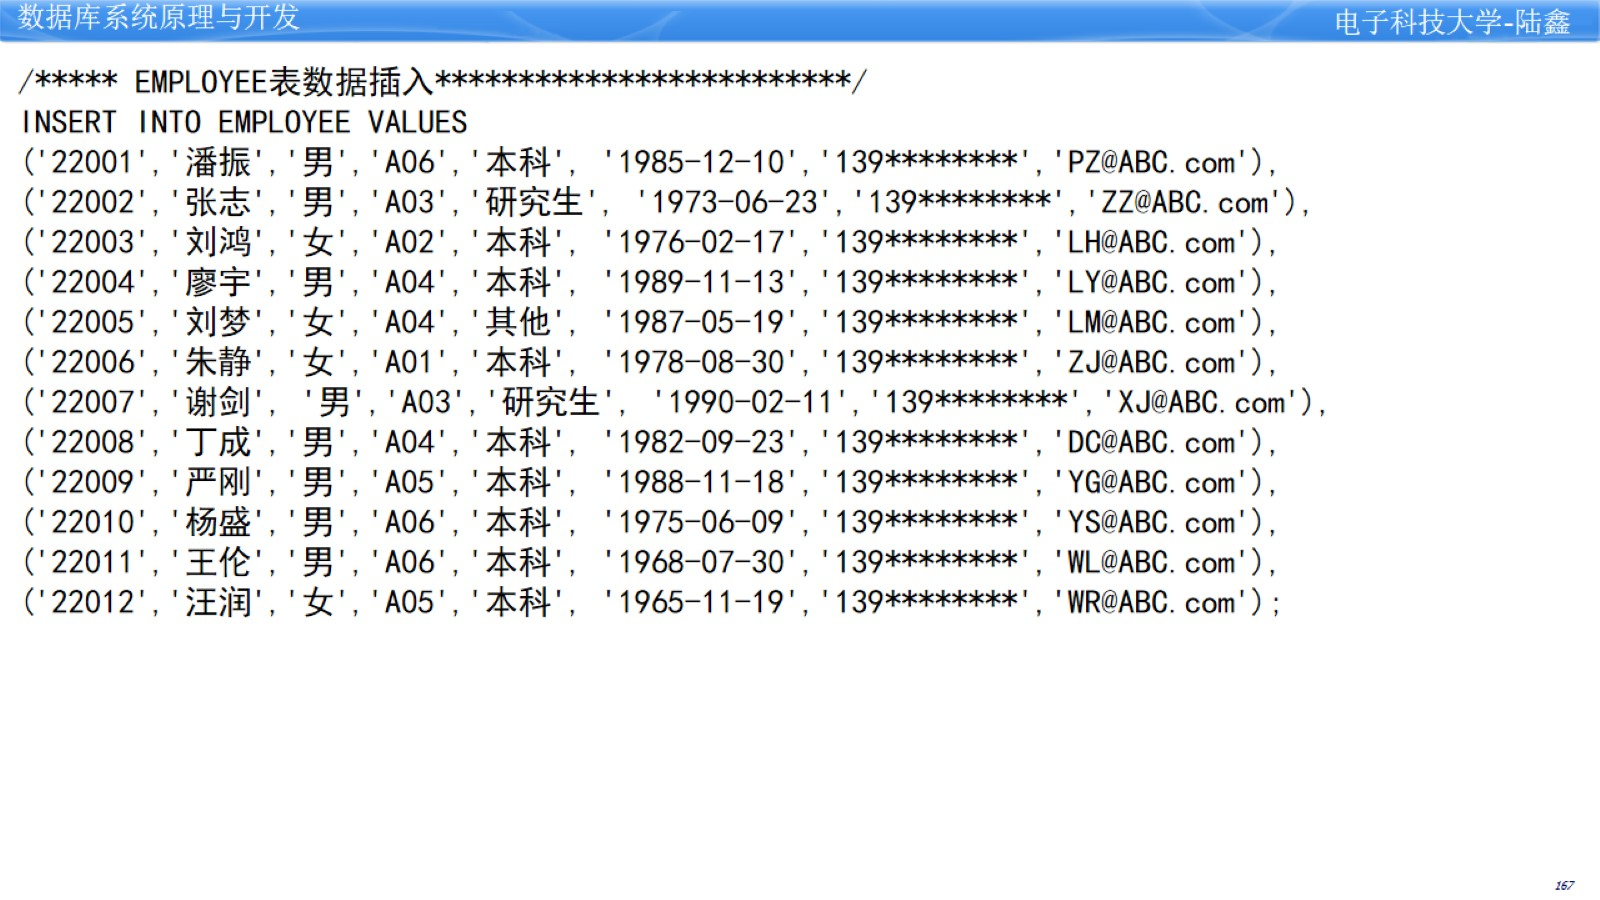 数据库系统原理与开发
电子科技大学-陆鑫
/***** EMPLOYEE表数据插入*************************/
INSERT INTO EMPLOYEE VALUES
('22001','潘振','男','A06','本科', '1985-12-10','139********','PZ@ABC.com'),
('22002','张志','男','A03','研究生', '1973-06-23','139********','ZZ@ABC.com'),
('22003','刘鸿','女','A02','本科', '1976-02-17','139********','LH@ABC.com'),
('22004','廖宇','男','A04','本科', '1989-11-13','139********','LY@ABC.com'),
('22005','刘梦','女','A04','其他', '1987-05-19','139********','LM@ABC.com'),
('22006','朱静','女','A01','本科', '1978-08-30','139********','ZJ@ABC.com'),
('22007','谢剑', '男','A03','研究生', '1990-02-11','139********','XJ@ABC.com'),
('22008','丁成','男','A04','本科', '1982-09-23','139********','DC@ABC.com'),
('22009','严刚','男','A05','本科', '1988-11-18','139********','YG@ABC.com'),
('22010','杨盛','男','A06','本科', '1975-06-09','139********','YS@ABC.com'),
('22011','王伦','男','A06','本科', '1968-07-30','139********','WL@ABC.com'),
('22012','汪润','女','A05','本科', '1965-11-19','139********','WR@ABC.com');
167